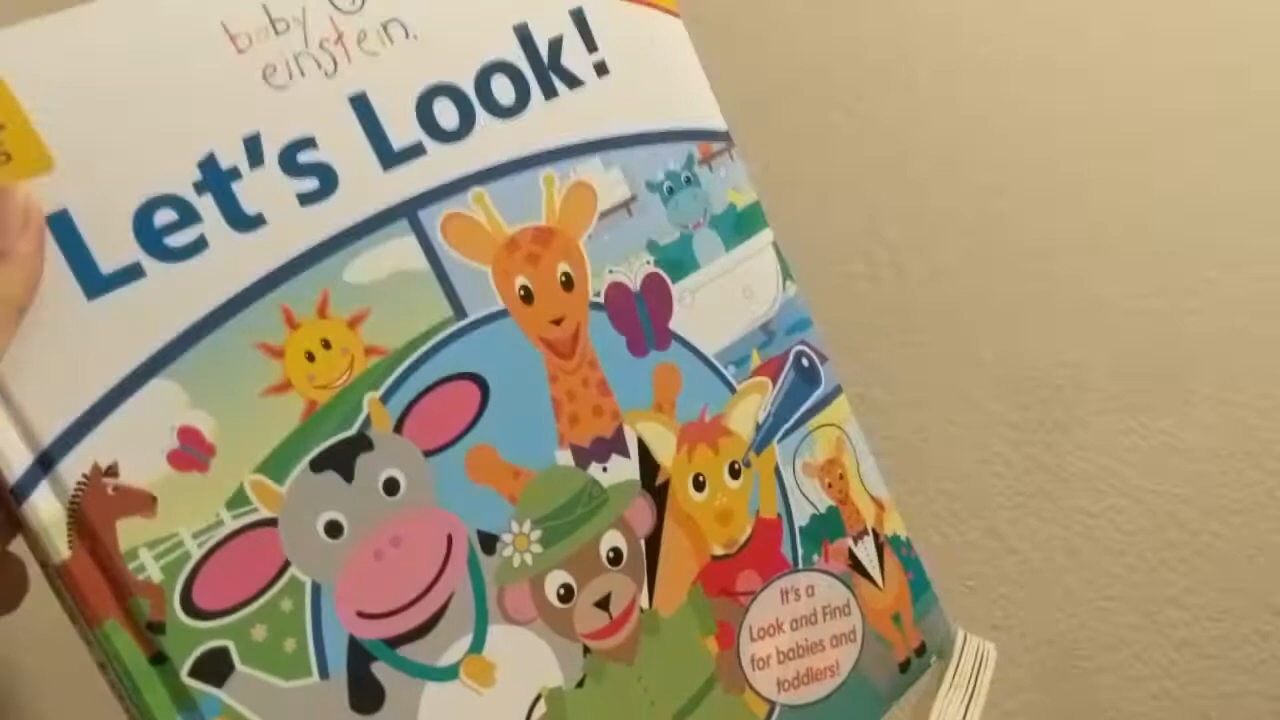 baby
einstein.
Let's Look!
It's a
Look and Find
for babies and
toddlers!